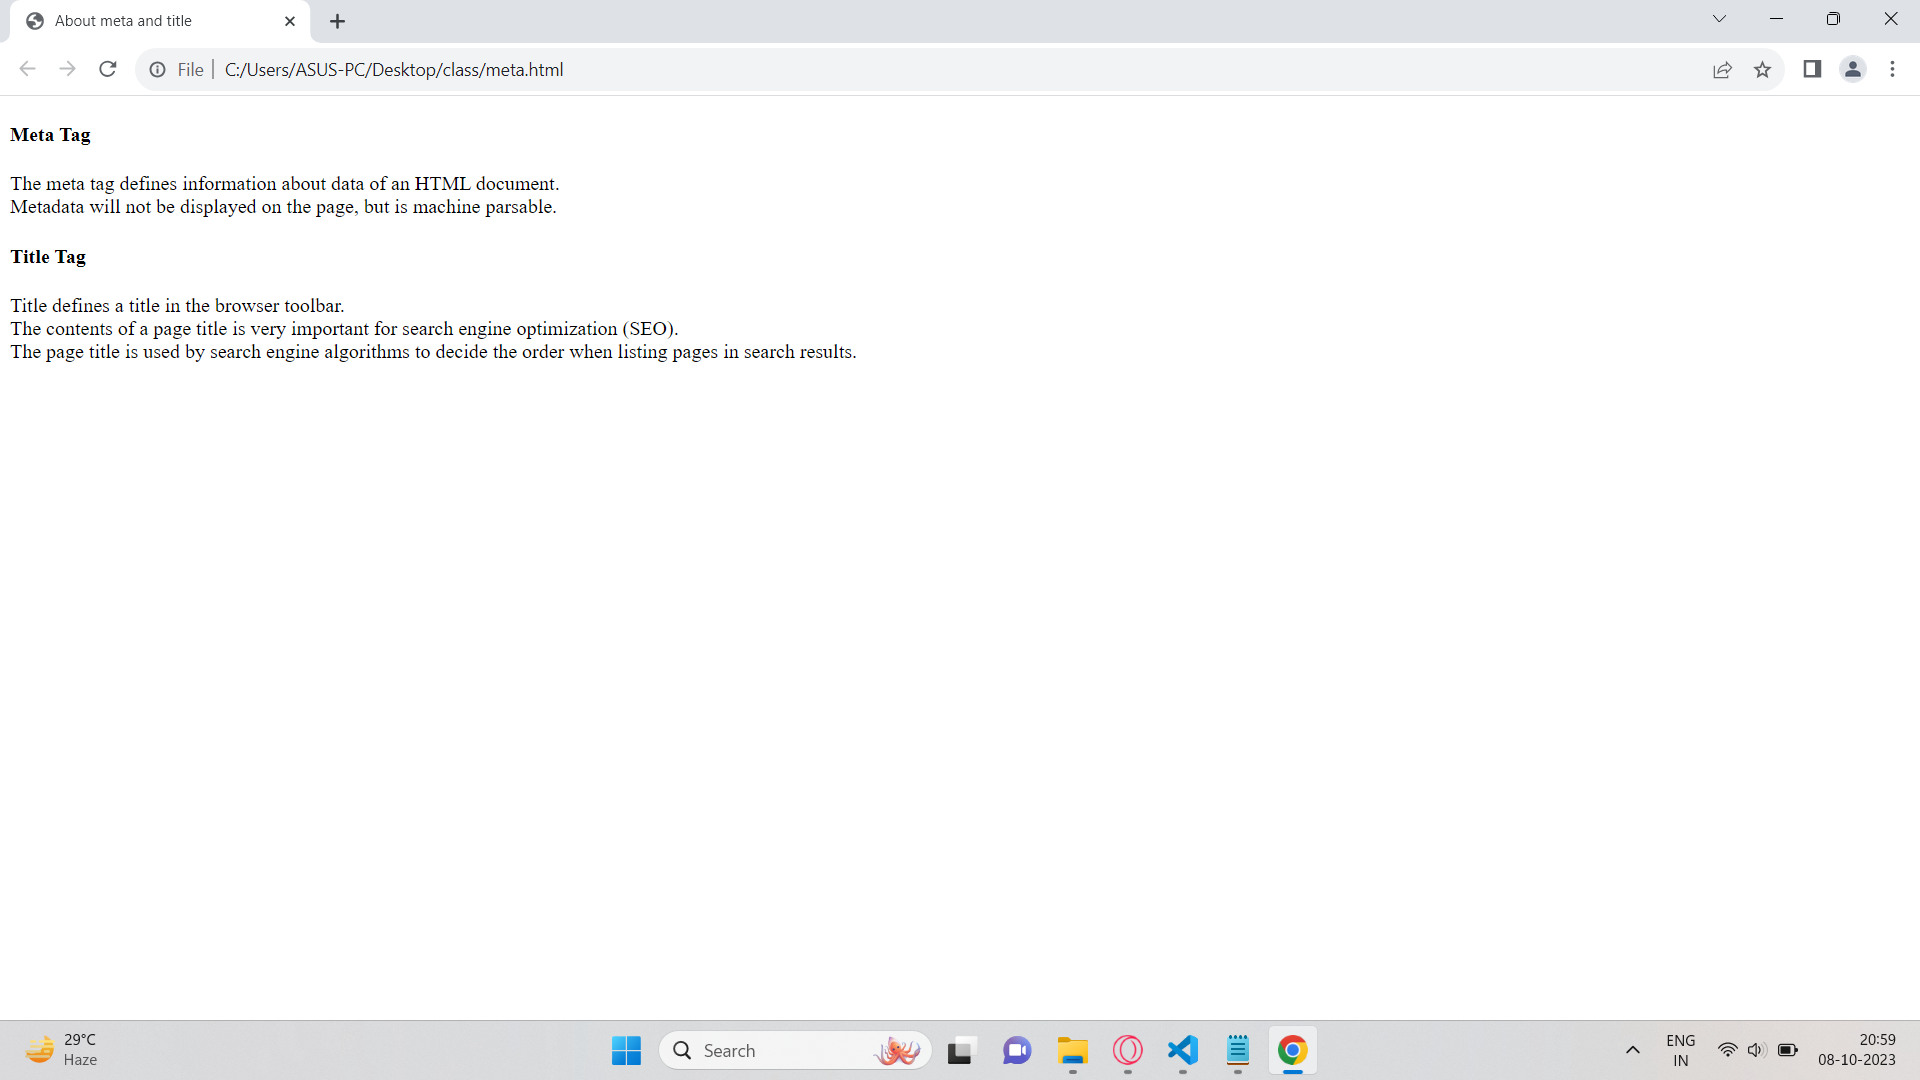 About meta and title
File
C:/Users/ASUS-PC/Desktop/class/meta.html
Meta Tag
The meta tag defines information about data of an HTML document.
Metadata will not be displayed on the page, but is machine parsable.
Title Tag
Title defines a title in the browser toolbar.
The contents of a page title is very important for search engine optimization (SEO).
The page title is used by search engine algorithms to decide the order when listing pages in search results.
29°C
Haze
Search
ENG
IN
20:59
08-10-2023